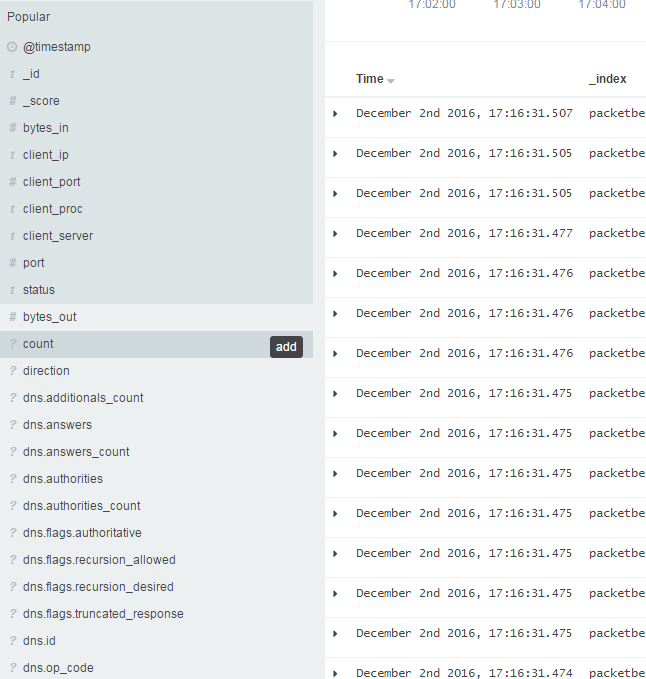 Popular
@timestamp
t _id
# _score
# bytes_in
t client_ip
# client_port
t client_proc
t client_server
# port
t status
# bytes_out
? count add
? direction
? dns.additionals_count
? dns.answers
? dns.answers_count
? dns.authorities
? dns.authorities_count
? dns.flags.authoritative
? dns.flags.recursion_allowed
? dns.flags.recursion_desired
? dns.flags.truncated_response
? dns.id
? dns.op_code
17:02:00 17:03:00 17:04:00
Time _index
December 2nd 2016, 17:16:31.507 packetbe
December 2nd 2016, 17:16:31.505 packetbe
December 2nd 2016, 17:16:31.505 packetbe
December 2nd 2016, 17:16:31.477 packetbe
December 2nd 2016, 17:16:31.476 packetbe
December 2nd 2016, 17:16:31.476 packetbe
December 2nd 2016, 17:16:31.476 packetbe
December 2nd 2016, 17:16:31.475 packetbe
December 2nd 2016, 17:16:31.475 packetbe
December 2nd 2016, 17:16:31.475 packetbe
December 2nd 2016, 17:16:31.475 packetbe
December 2nd 2016, 17:16:31.475 packetbe
December 2nd 2016, 17:16:31.475 packetbe
December 2nd 2016, 17:16:31.475 packetbe
December 2nd 2016, 17:16:31.474 packetbe